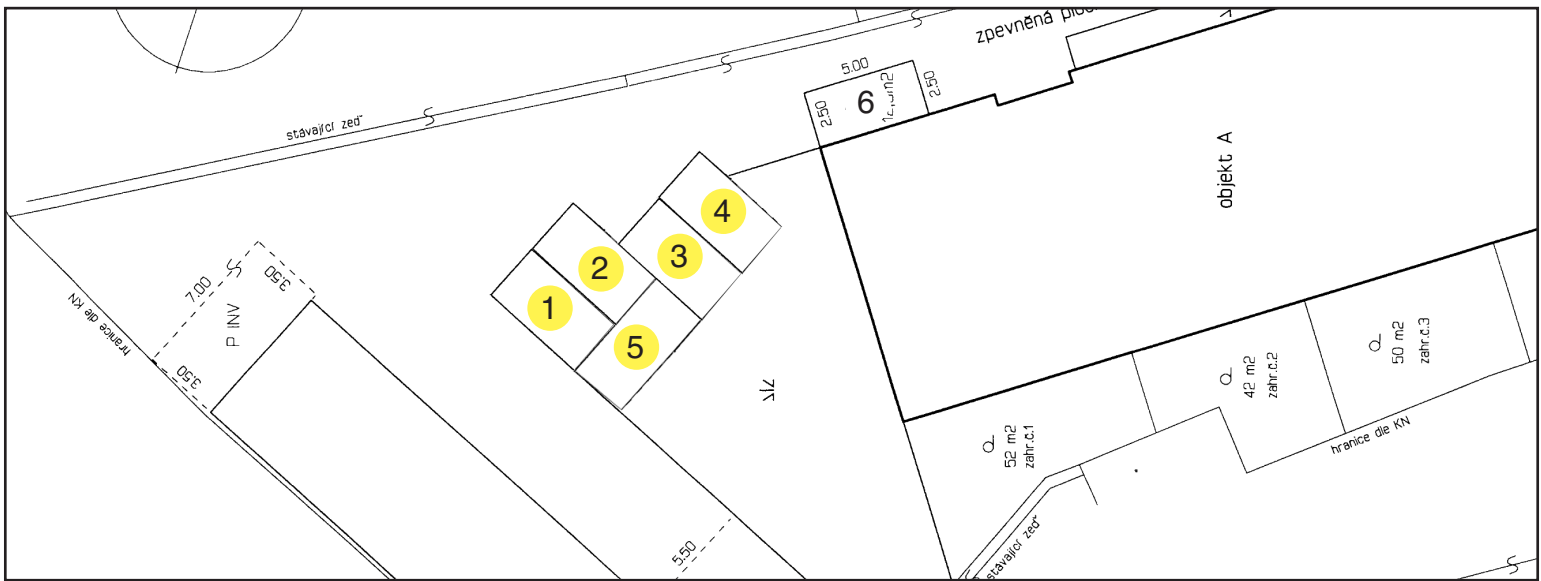 zpevněná
5.00
2.50
6
2.50
stávající zeď
objekt A
4
3
2
1
5
7.00
3.50
P INV
3.50
hranice dle KN
50 m2
zahr.č.3
42 m2
zahr.č.2
52 m2
zahr.č.1
hranice dle KN
5.50
stávající zeď